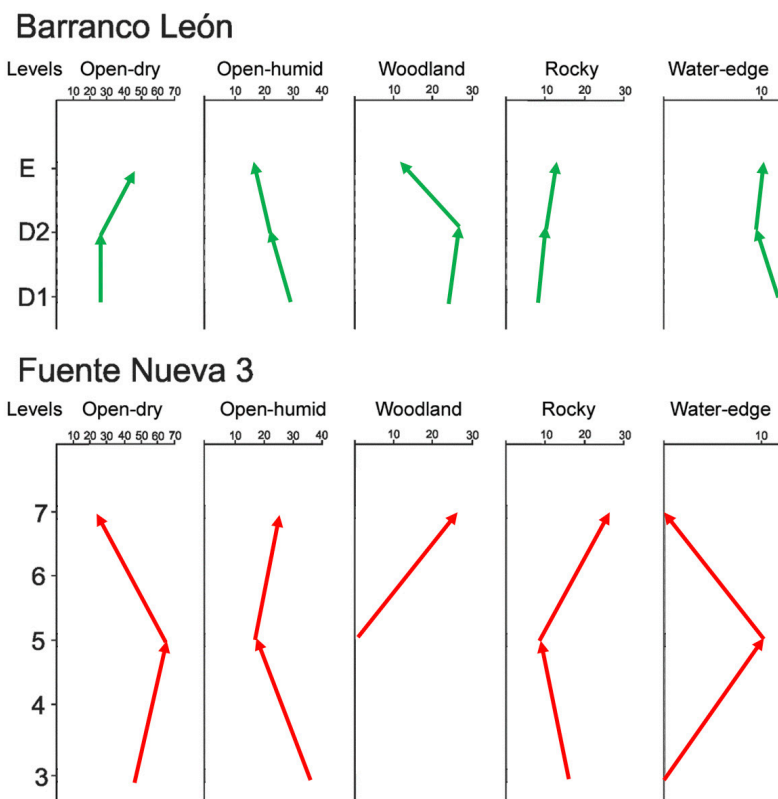 Barranco León
Levels Open-dry Open-humid Woodland Rocky Water-edge
10 20 30 40 50 70 10 20 30 40 10 20 30 10 20 30 10
E
D2
D1
Fuente Nueva 3
Levels Open-dry Open-humid Woodland Rocky Water-edge
10 20 30 40 50 70 10 20 30 40 10 20 30 10 20 30 10
7
6
5
4
3